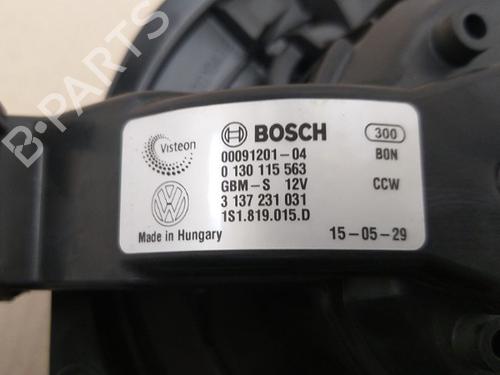 B-PARTS
Visteon
BOSCH
300
00091201-04
BON
0 130 115 563
GBM-S 12V
CCW
3 137 231 031
1S1.819.015.D
Made in Hungary
15-05-29